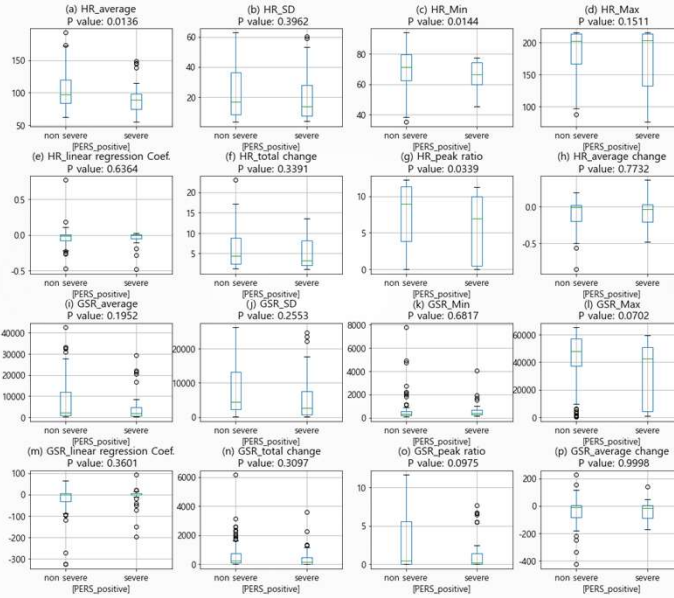 (a) HR_average
P value: 0.0136
150
100
50
non severe severe
[PERS_positive]
(b) HR_SD
P value: 0.3962
60
40
20
non severe severe
[PERS_positive]
(c) HR_Min
P value: 0.0144
80
60
40
non severe severe
[PERS_positive]
(d) HR_Max
P value: 0.1511
200
150
100
non severe severe
[PERS_positive]
(e) HR_linear regression Coef.
P value: 0.6364
0.5
0.0
-0.5
non severe severe
[PERS_positive]
(f) HR_total change
P value: 0.3391
20
15
10
5
non severe severe
[PERS_positive]
(g) HR_peak ratio
P value: 0.0339
10
5
0
non severe severe
[PERS_positive]
(h) HR_average change
P value: 0.7732
0.0
-0.5
non severe severe
[PERS_positive]
(i) GSR_average
P value: 0.1952
40000
30000
20000
10000
0
non severe severe
[PERS_positive]
(j) GSR_SD
P value: 0.2553
20000
10000
0
non severe severe
[PERS_positive]
(k) GSR_Min
P value: 0.6817
8000
6000
4000
2000
0
non severe severe
[PERS_positive]
(l) GSR_Max
P value: 0.0702
60000
40000
20000
0
non severe severe
[PERS_positive]
(m) GSR_linear regression Coef.
P value: 0.3601
100
0
-100
-200
-300
non severe severe
[PERS_positive]
(n) GSR_total change
P value: 0.3097
6000
4000
2000
0
non severe severe
[PERS_positive]
(o) GSR_peak ratio
P value: 0.0975
10
5
0
non severe severe
[PERS_positive]
(p) GSR_average change
P value: 0.9998
200
0
-200
-400
non severe severe
[PERS_positive]